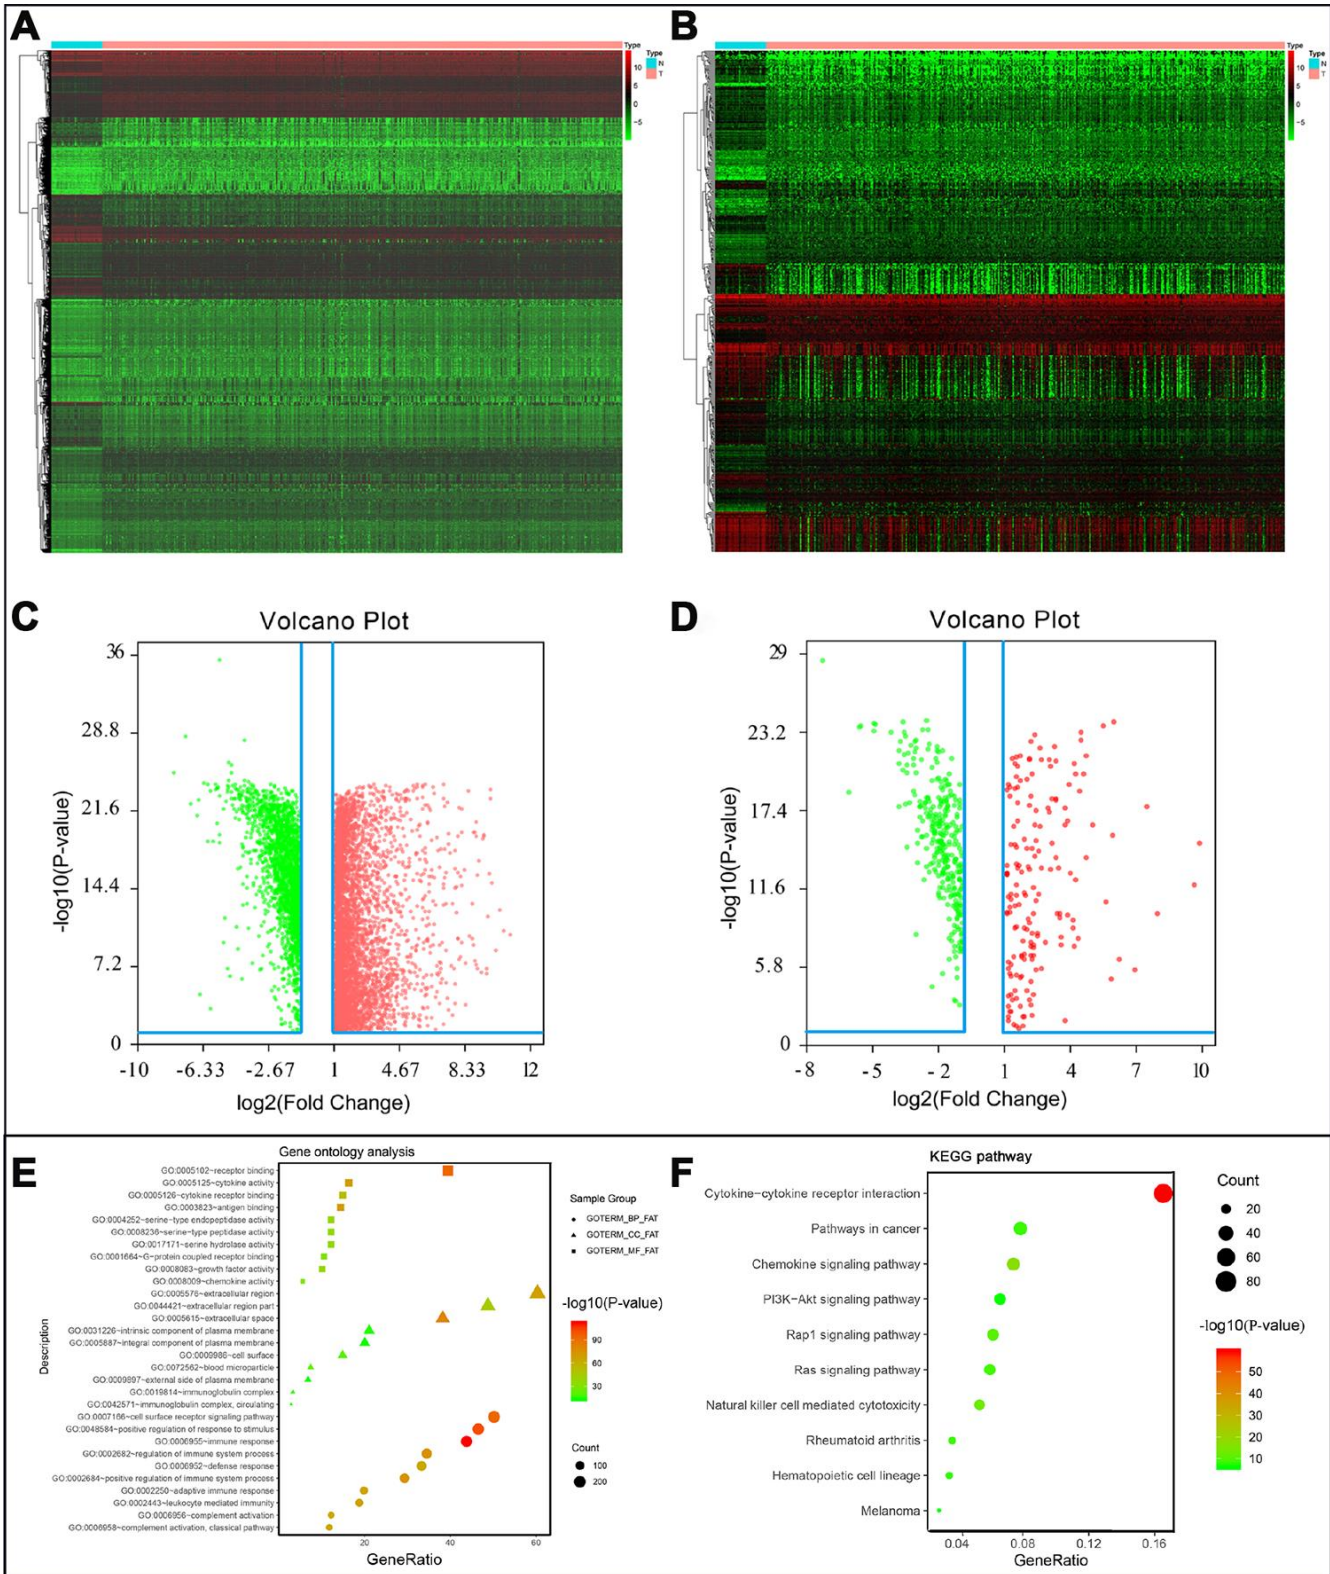 A
Type
10
5
0
−5
Type
N
T
B
Type
10
5
0
−5
Type
N
T
C
Volcano Plot
36
28.8
21.6
14.4
7.2
0
-10
-6.33
-2.67
1
4.67
8.33
12
-log10(P-value)
log2(Fold Change)
D
Volcano Plot
29
23.2
17.4
11.6
5.8
0
-8
-5
-2
1
4
7
10
-log10(P-value)
log2(Fold Change)
E
Gene ontology analysis
GO:0005102~receptor binding
GO:0005125~cytokine activity
GO:0005126~cytokine receptor binding
GO:0003823~antigen binding
GO:0004252~serine−type endopeptidase activity
GO:0008236~serine−type peptidase activity
GO:0017171~serine hydrolase activity
GO:0001664~G−protein coupled receptor binding
GO:0008083~growth factor activity
GO:0008009~chemokine activity
GO:0005576~extracellular region
GO:0044421~extracellular region part
GO:0005615~extracellular space
GO:0031226~intrinsic component of plasma membrane
GO:0005887~integral component of plasma membrane
GO:0009986~cell surface
GO:0072562~blood microparticle
GO:0009897~external side of plasma membrane
GO:0019814~immunoglobulin complex
GO:0042571~immunoglobulin complex, circulating
GO:0007166~cell surface receptor signaling pathway
GO:0048584~positive regulation of response to stimulus
GO:0006955~immune response
GO:0002682~regulation of immune system process
GO:0006952~defense response
GO:0002684~positive regulation of immune system process
GO:0002250~adaptive immune response
GO:0002443~leukocyte mediated immunity
GO:0006956~complement activation
GO:0006958~complement activation, classical pathway
Description
20
40
60
GeneRatio
Sample Group
GOTERM_BP_FAT
GOTERM_CC_FAT
GOTERM_MF_FAT
-log10(P-value)
90
60
30
Count
100
200
F
KEGG pathway
Cytokine−cytokine receptor interaction
Pathways in cancer
Chemokine signaling pathway
PI3K−Akt signaling pathway
Rap1 signaling pathway
Ras signaling pathway
Natural killer cell mediated cytotoxicity
Rheumatoid arthritis
Hematopoietic cell lineage
Melanoma
0.04
0.08
0.12
0.16
GeneRatio
Count
20
40
60
80
-log10(P-value)
50
40
30
20
10